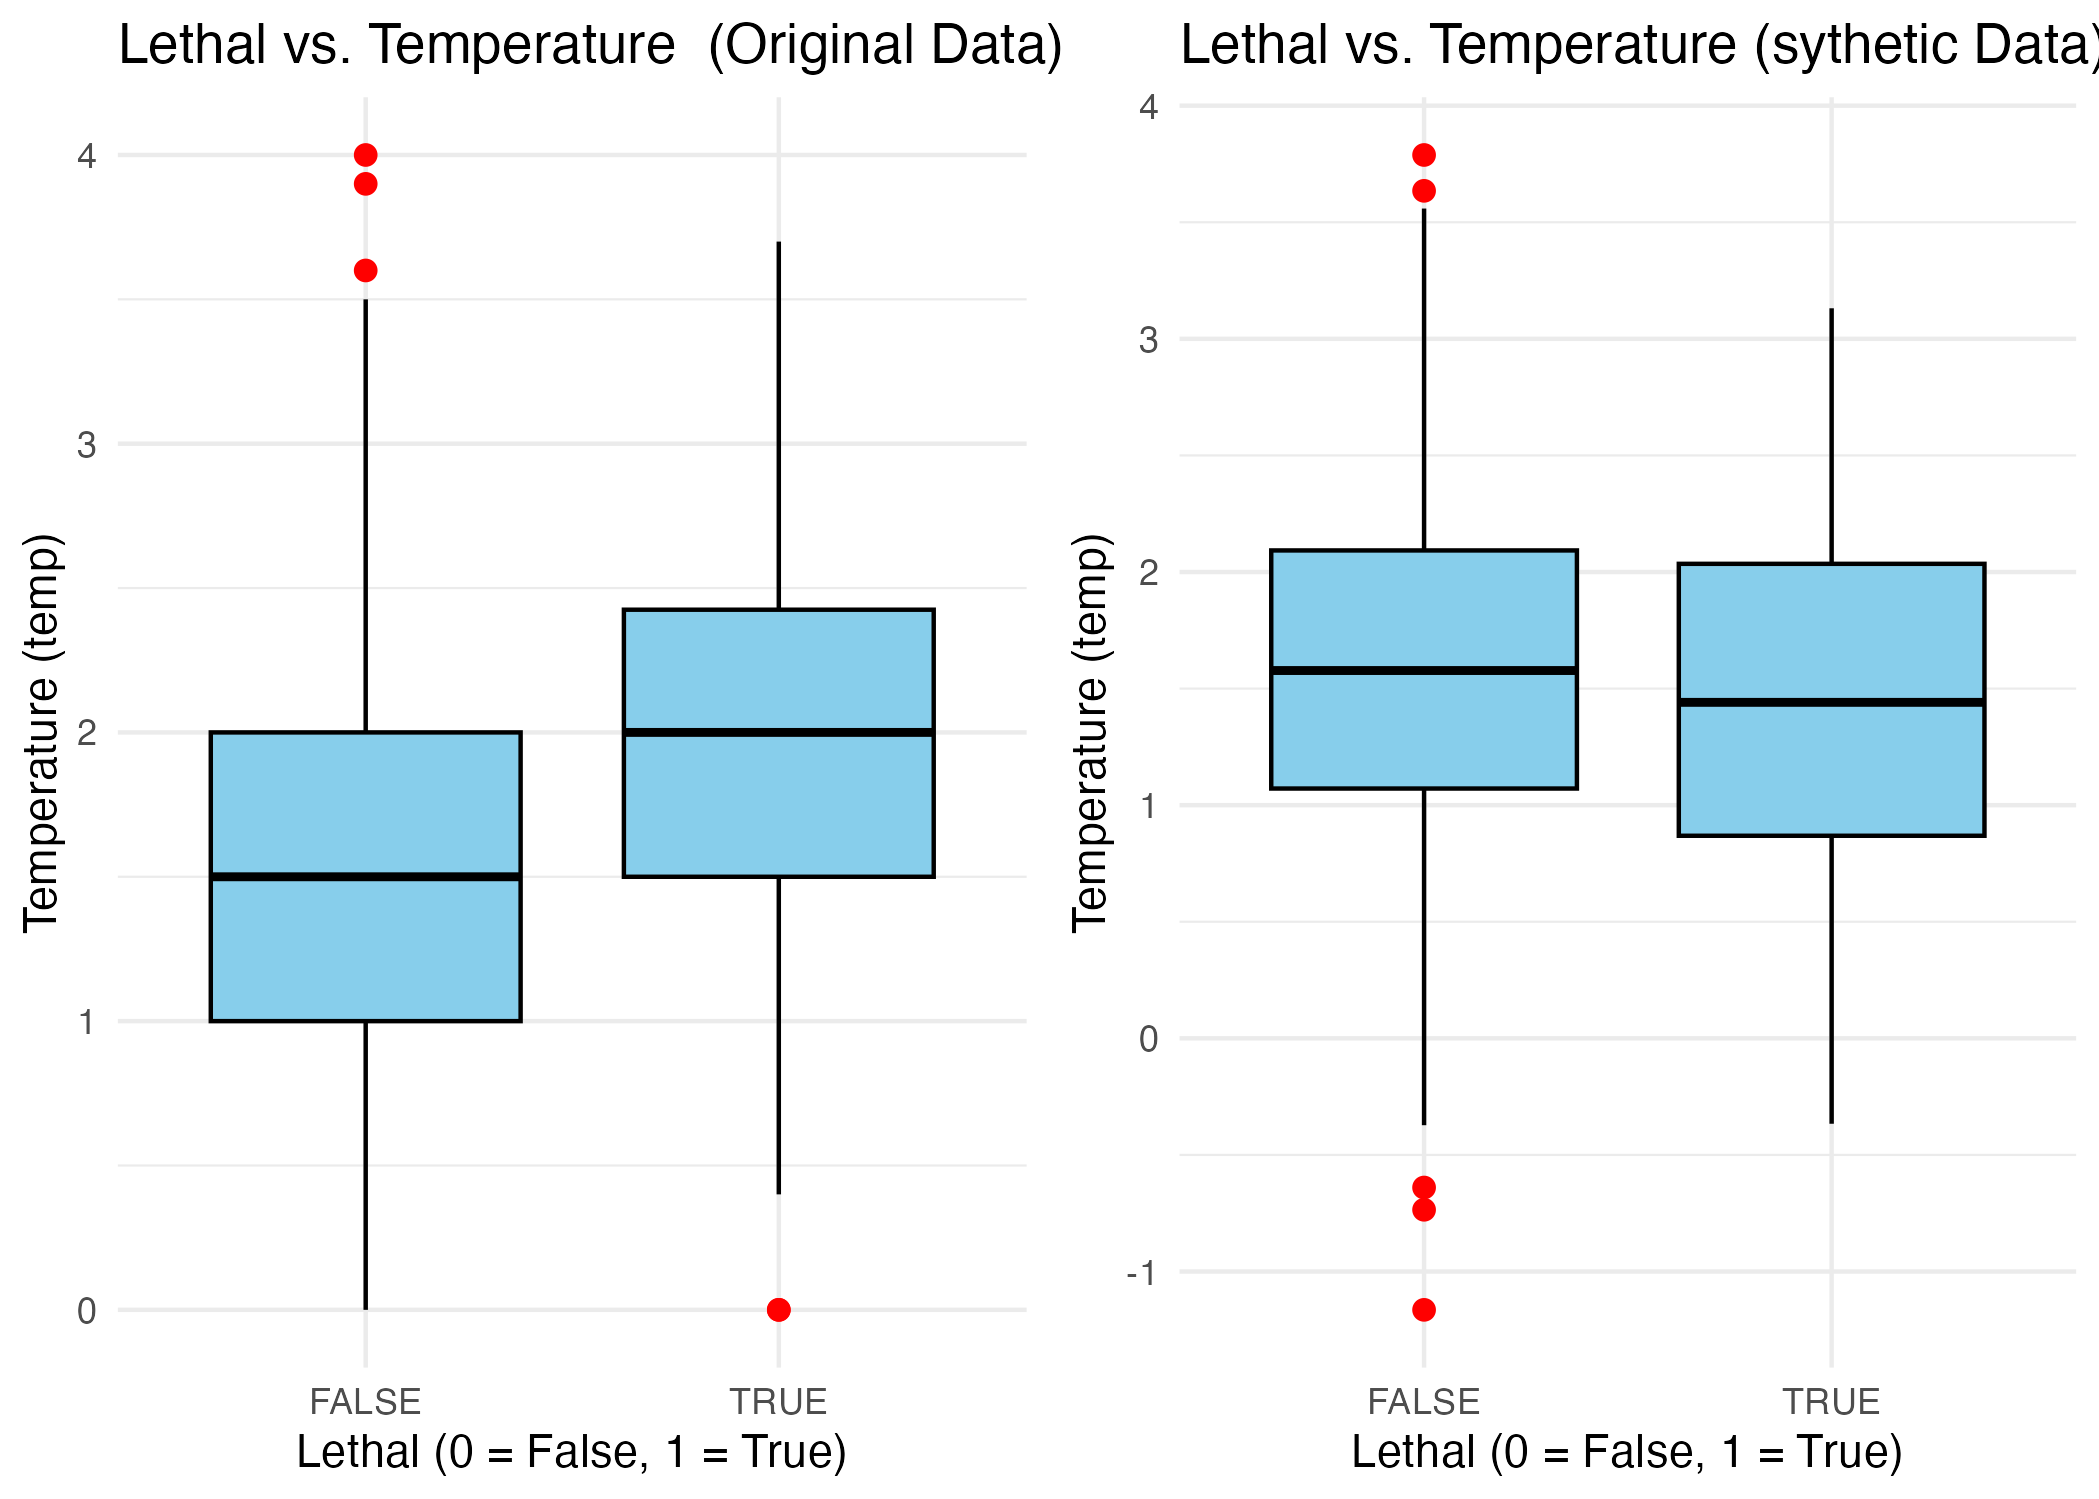 Lethal vs. Temperature  (Original Data)
4
3
2
1
0
Temperature (temp)
FALSE TRUE
Lethal (0 = False, 1 = True)
Lethal vs. Temperature (sythetic Data)
4
3
2
1
0
-1
Temperature (temp)
FALSE TRUE
Lethal (0 = False, 1 = True)